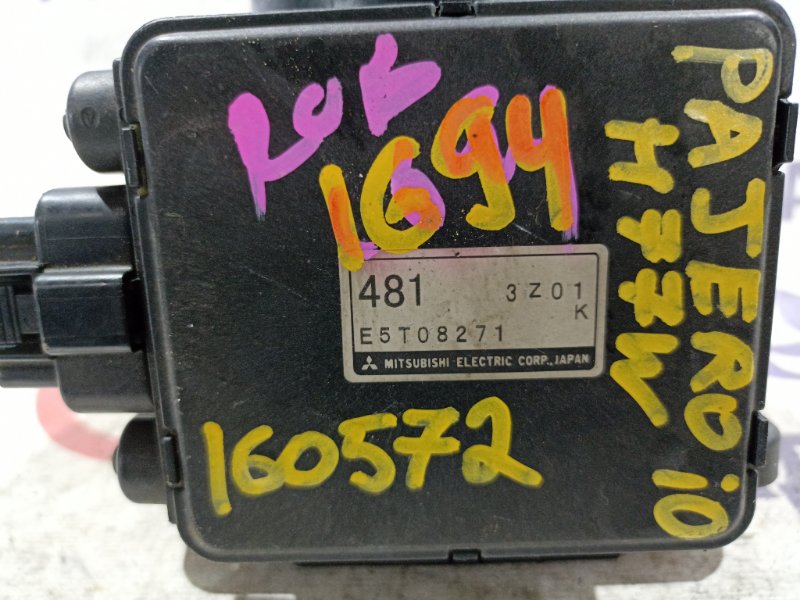 1694
481 3Z01
K
E5T08271
MITSUBISHI ELECTRIC CORP., JAPAN
160572
PAJERO iO
H77W